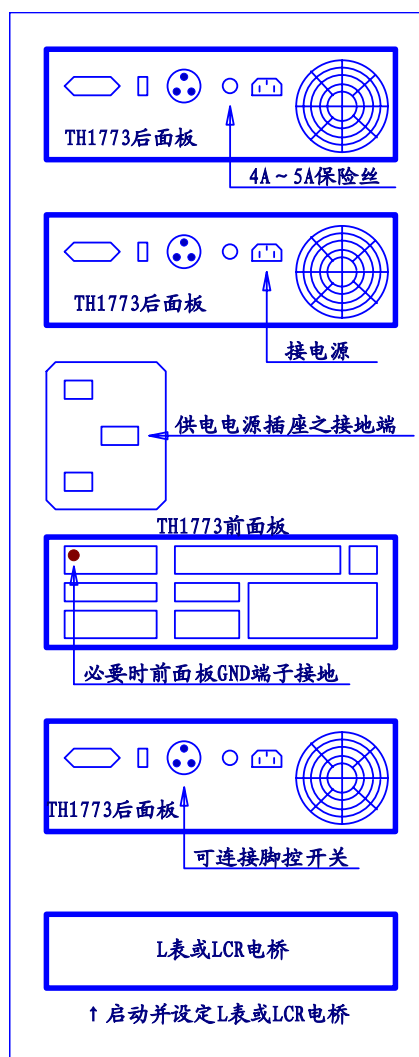 TH1773后面板
4A～5A保险丝
TH1773后面板
接电源
供电电源插座之接地端
TH1773前面板
必要时前面板GND端子接地
TH1773后面板
可连接脚控开关
L表或LCR电桥
↑启动并设定L表或LCR电桥